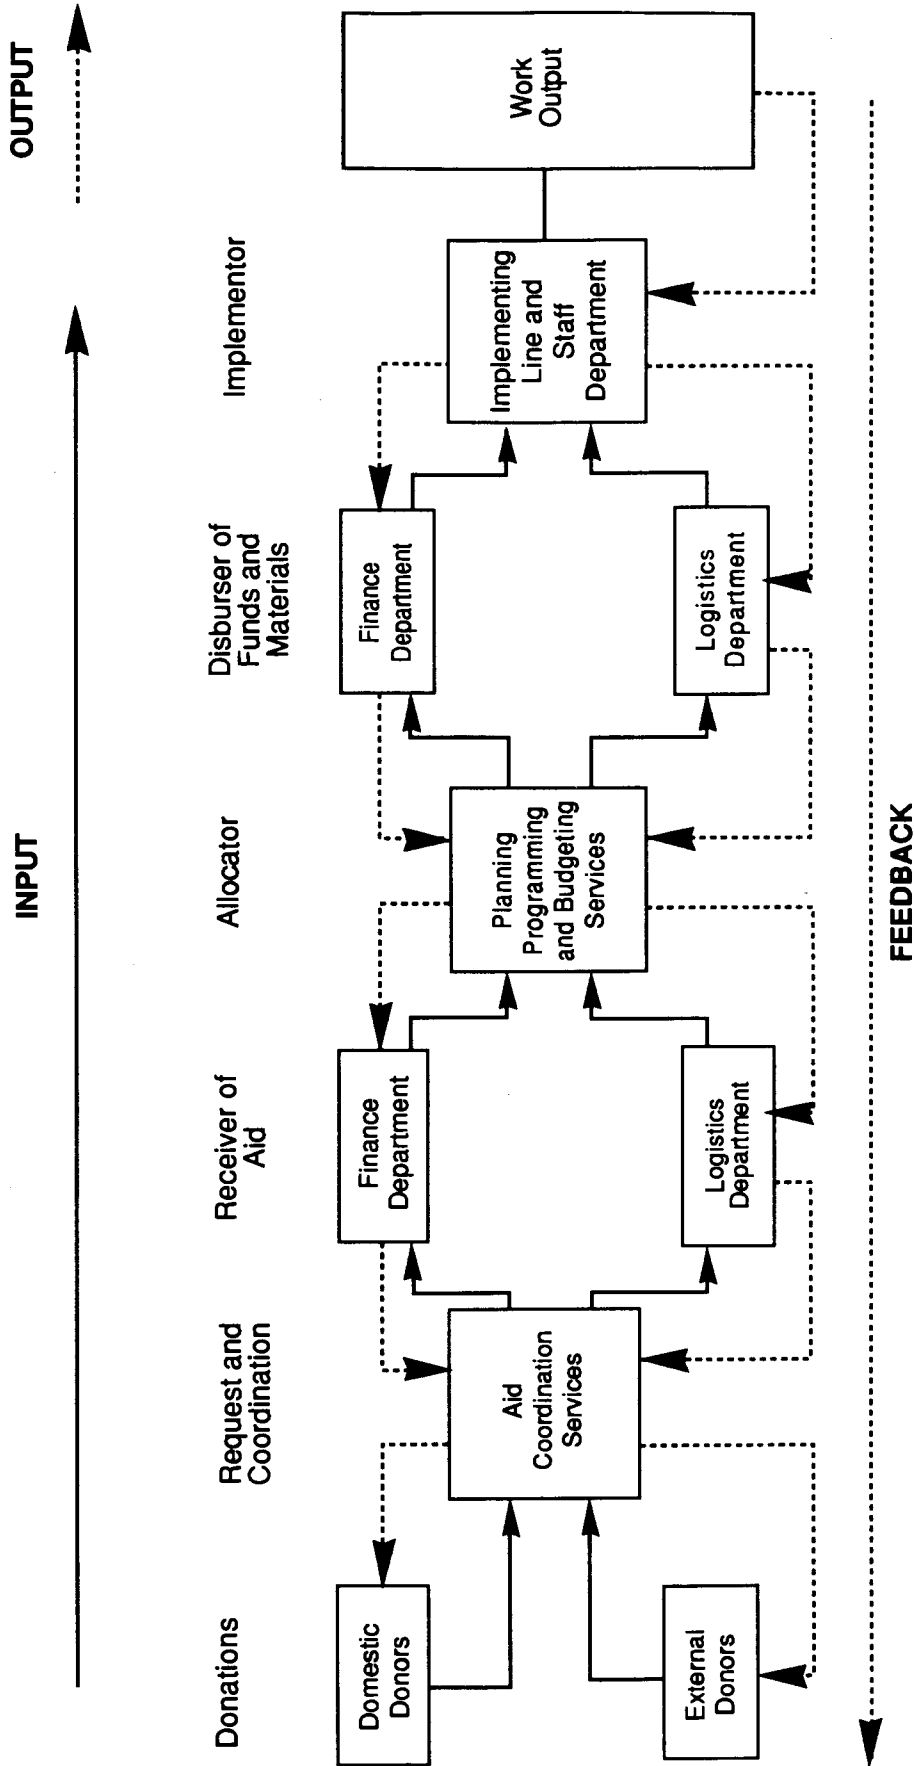 INPUT
OUTPUT
Donations
Request and
Coordination
Receiver of
Aid
Allocator
Disburser of
Funds and
Materials
Implementor
Domestic
Donors
External
Donors
Aid
Coordination
Services
Finance
Department
Logistics
Department
Planning
Programming
and Budgeting
Services
Finance
Department
Logistics
Department
Implementing
Line and
Staff
Department
Work
Output
FEEDBACK